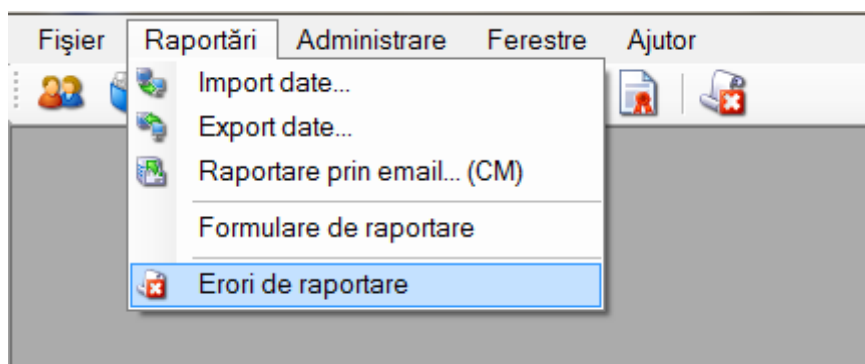 Fişier Raportări Administrare Ferestre Ajutor
Import date...
Export date...
Raportare prin email... (CM)
Formulare de raportare
Erori de raportare